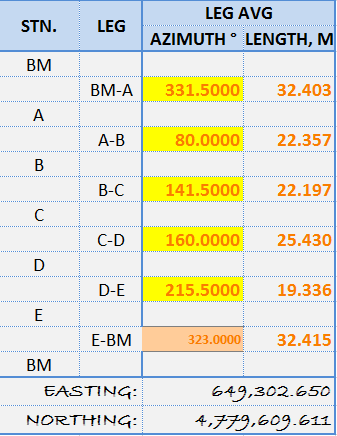 STN. LEG LEG AVG
AZIMUTH ° LENGTH, M
BM
BM-A 331.5000 32.403
A
A-B 80.0000 22.357
B
B-C 141.5000 22.197
C
C-D 160.0000 25.430
D
D-E 215.5000 19.336
E
E-BM 323.0000 32.415
BM
EASTING: 649,302.650
NORTHING: 4,779,609.611